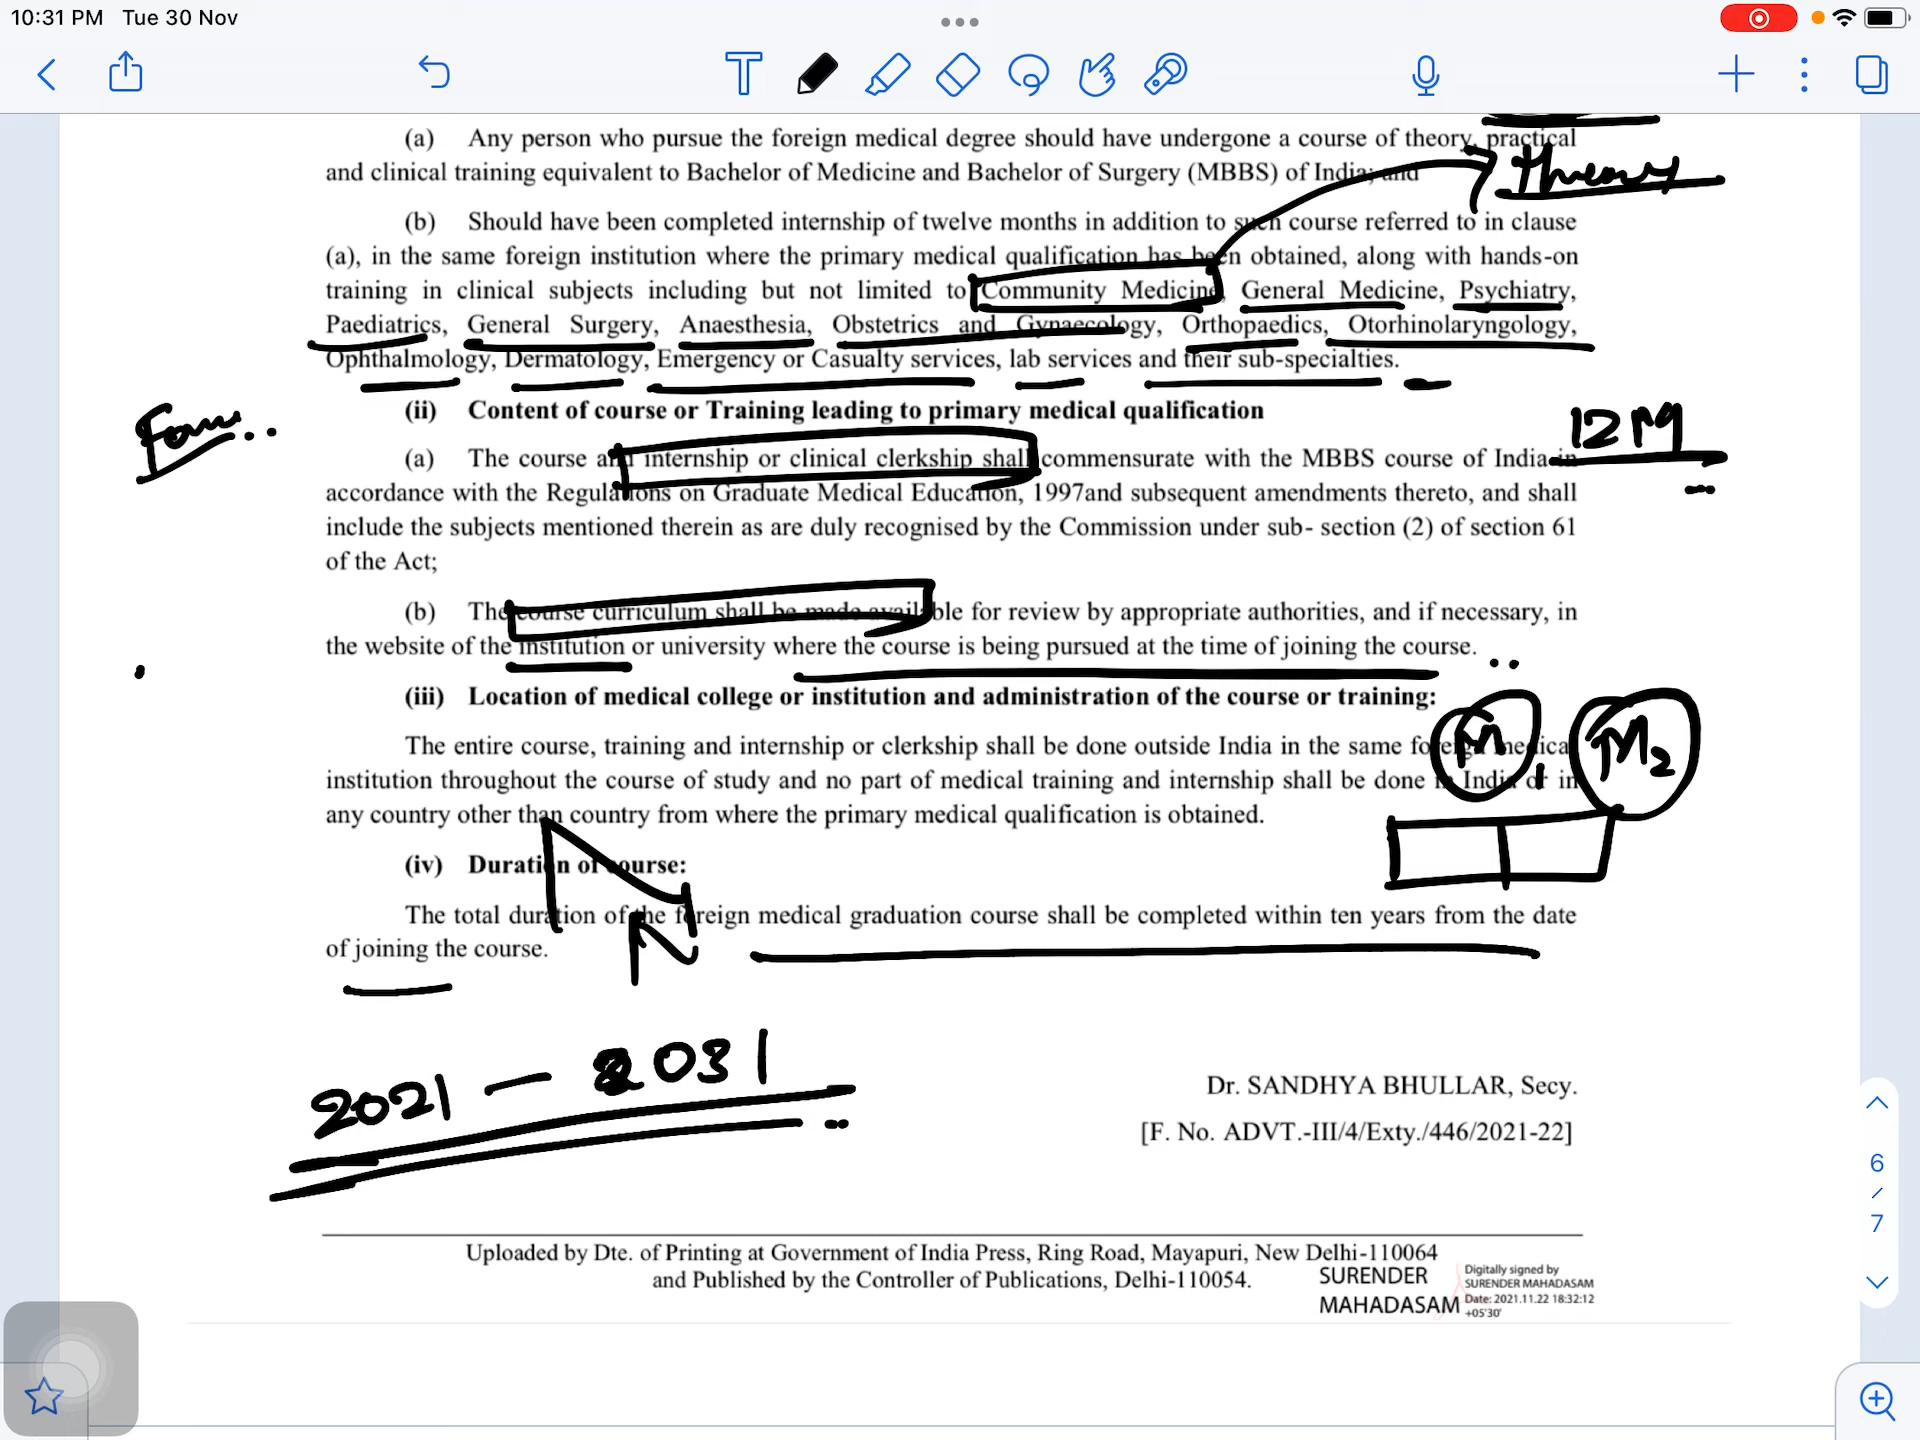 10:31 PM Tue 30 Nov
(a) Any person who pursue the foreign medical degree should have undergone a course of theory, practical
and clinical training equivalent to Bachelor of Medicine and Bachelor of Surgery (MBBS) of India; and
theory
(b) Should have been completed internship of twelve months in addition to such course referred to in clause
(a), in the same foreign institution where the primary medical qualification has been obtained, along with hands-on
training in clinical subjects including but not limited to Community Medicine, General Medicine, Psychiatry,
Paediatrics, General Surgery, Anaesthesia, Obstetrics and Gynaecology, Orthopaedics, Otorhinolaryngology,
Ophthalmology, Dermatology, Emergency or Casualty services, lab services and their sub-specialties.
(ii) Content of course or Training leading to primary medical qualification
12 M
(a) The course and internship or clinical clerkship shall commensurate with the MBBS course of India in
accordance with the Regulations on Graduate Medical Education, 1997and subsequent amendments thereto, and shall
include the subjects mentioned therein as are duly recognised by the Commission under sub- section (2) of section 61
of the Act;
(b) The course curriculum shall be made available for review by appropriate authorities, and if necessary, in
the website of the institution or university where the course is being pursued at the time of joining the course.
(iii) Location of medical college or institution and administration of the course or training:
M1 M2
The entire course, training and internship or clerkship shall be done outside India in the same foreign medical
institution throughout the course of study and no part of medical training and internship shall be done in India or in
any country other than country from where the primary medical qualification is obtained.
(iv) Duration of course:
The total duration of the foreign medical graduation course shall be completed within ten years from the date
of joining the course.
2021 - 2031
Dr. SANDHYA BHULLAR, Secy.
[F. No. ADVT.-III/4/Exty./446/2021-22]
6
/
7
Uploaded by Dte. of Printing at Government of India Press, Ring Road, Mayapuri, New Delhi-110064
and Published by the Controller of Publications, Delhi-110054.
SURENDER
MAHADASAM
Digitally signed by
SURENDER MAHADASAM
Date: 2021.11.22 18:32:12
+05'30'